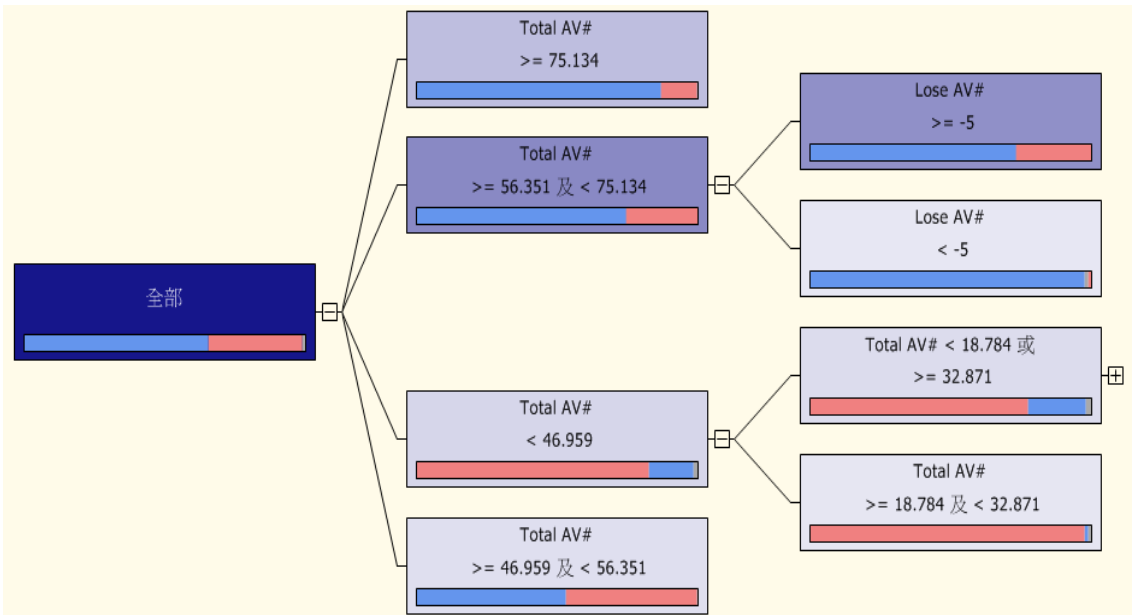 全部
Total AV#
>= 75.134
Total AV#
>= 56.351 及 < 75.134
Total AV#
< 46.959
Total AV#
>= 46.959 及 < 56.351
Lose AV#
>= -5
Lose AV#
< -5
Total AV# < 18.784 或
>= 32.871
Total AV#
>= 18.784 及 < 32.871